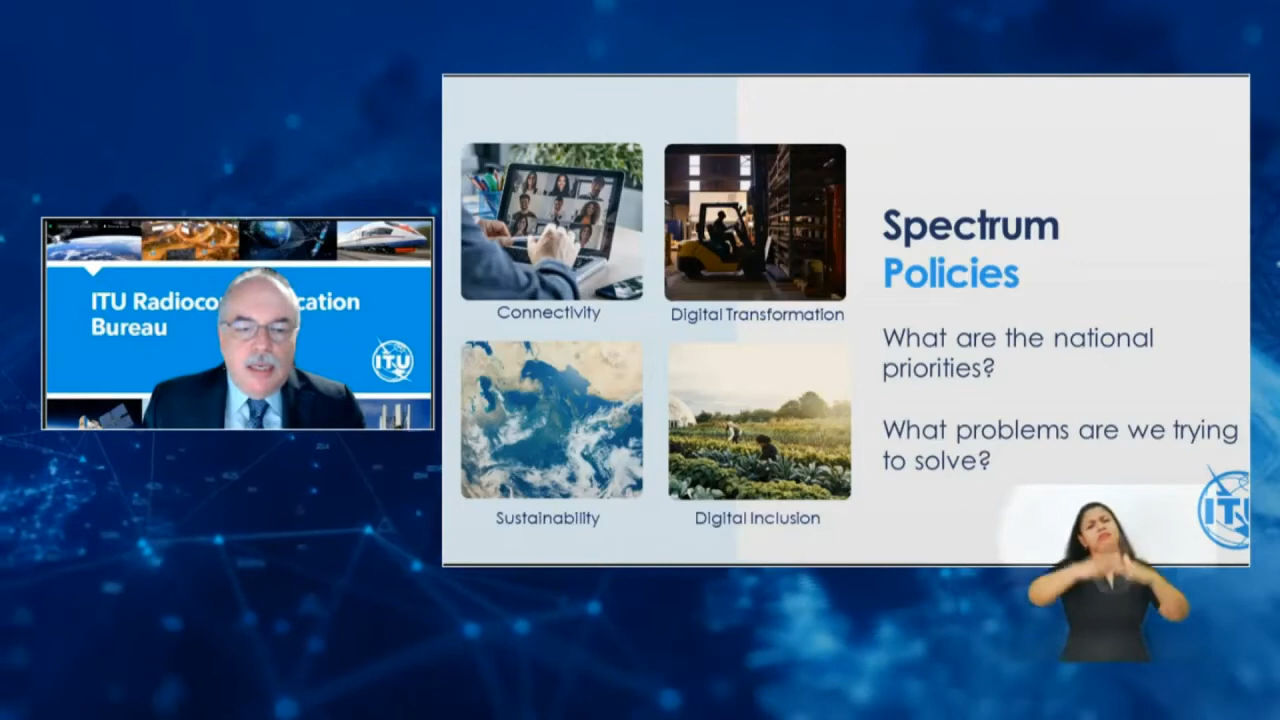 ITU Radioco cation
Bureau
ITU
Connectivity
Digital Transformation
Sustainability
Digital Inclusion
Spectrum
Policies
What are the national
priorities?
What problems are we trying
to solve?
ITU